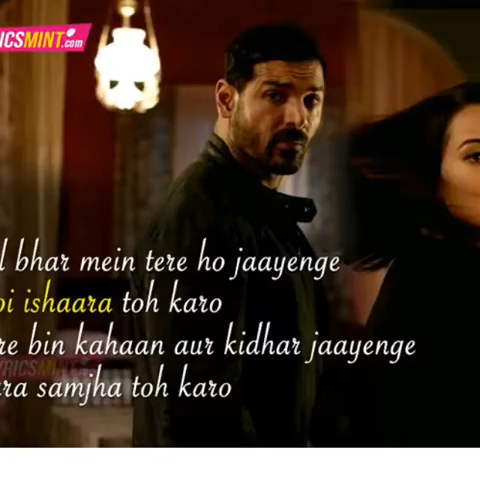 ICSMINT.com
l bhar mein tere ho jaayenge
oi ishaara toh karo
re bin kahaan aur kidhar jaayenge
ra samjha toh karo